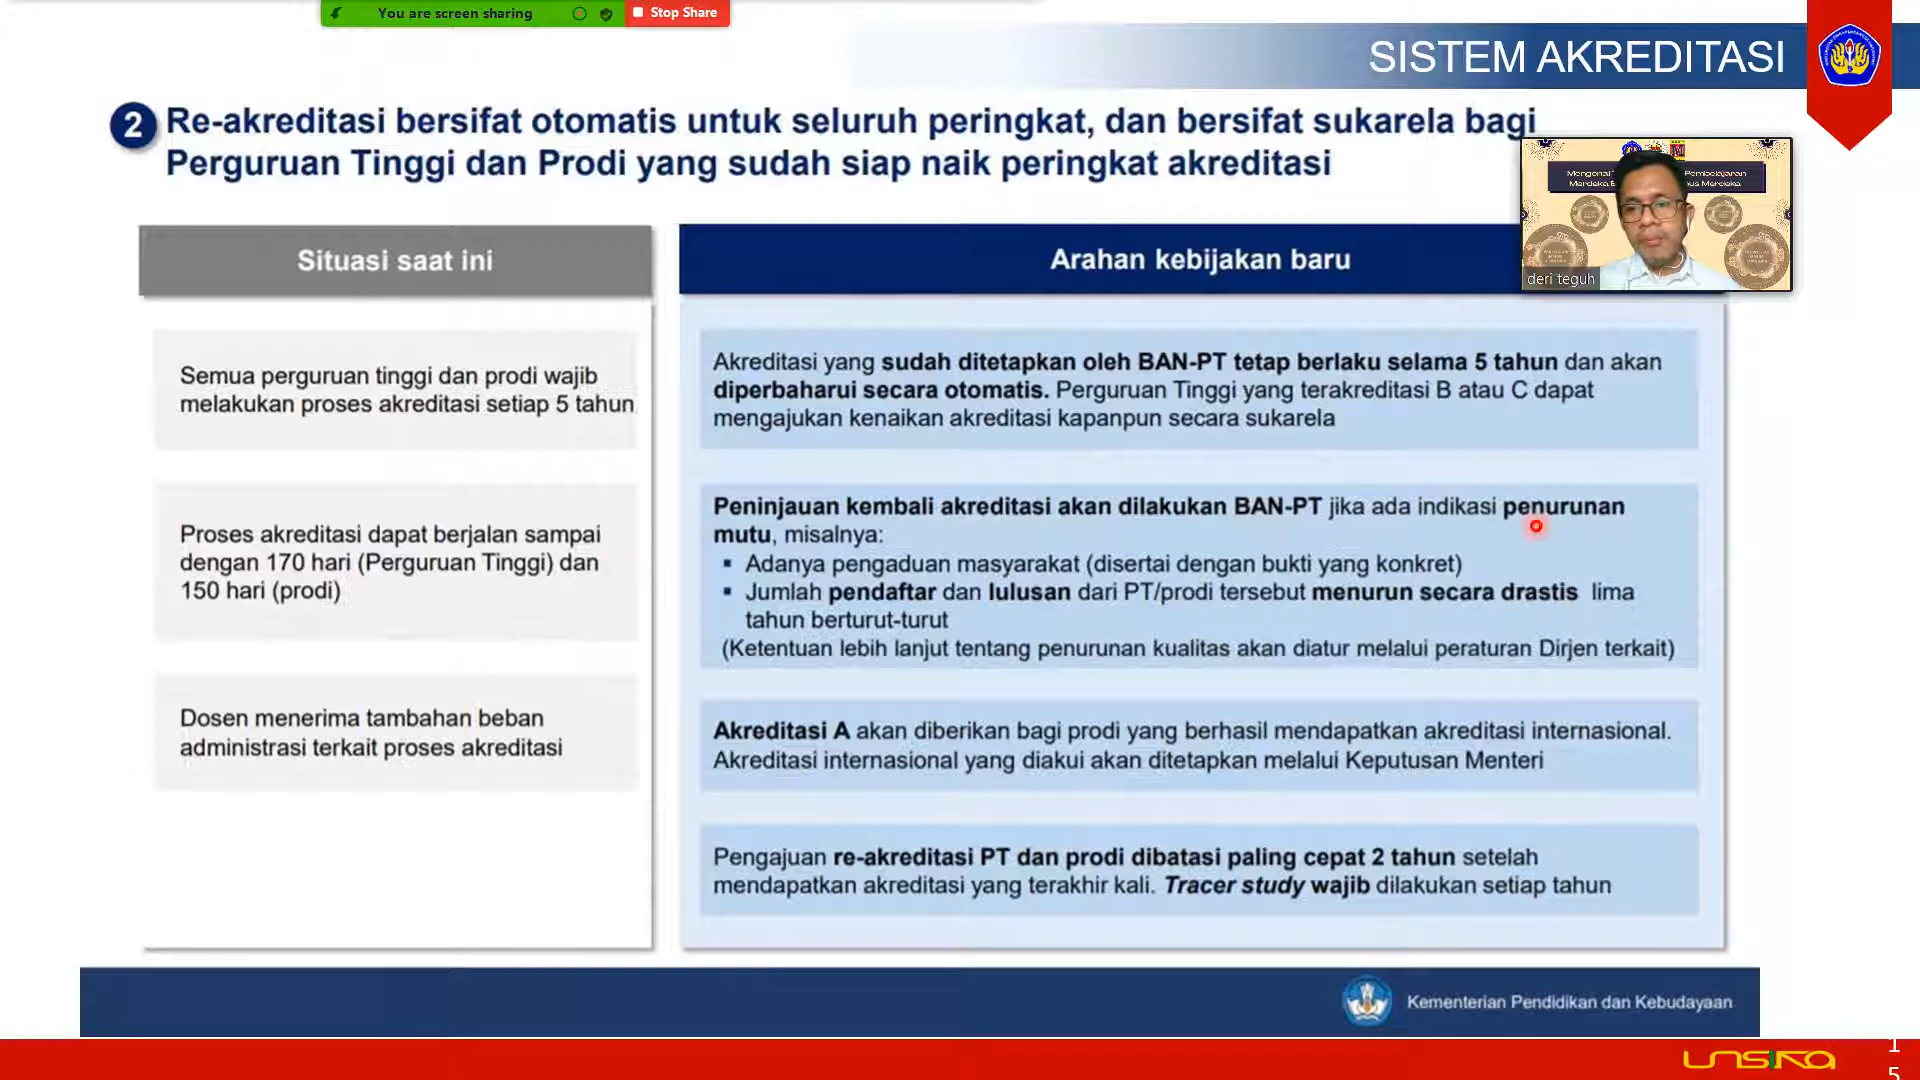 You are screen sharing
Stop Share
SISTEM AKREDITASI
2
Re-akreditasi bersifat otomatis untuk seluruh peringkat, dan bersifat sukarela bagi
Perguruan Tinggi dan Prodi yang sudah siap naik peringkat akreditasi
Mengenal
Pembelajaran
Merdeka
Merdeka
deri teguh
Situasi saat ini
Semua perguruan tinggi dan prodi wajib
melakukan proses akreditasi setiap 5 tahun
Proses akreditasi dapat berjalan sampai
dengan 170 hari (Perguruan Tinggi) dan
150 hari (prodi)
Dosen menerima tambahan beban
administrasi terkait proses akreditasi
Arahan kebijakan baru
Akreditasi yang sudah ditetapkan oleh BAN-PT tetap berlaku selama 5 tahun dan akan
diperbaharui secara otomatis. Perguruan Tinggi yang terakreditasi B atau C dapat
mengajukan kenaikan akreditasi kapanpun secara sukarela
Peninjauan kembali akreditasi akan dilakukan BAN-PT jika ada indikasi penurunan
mutu, misalnya:
▪ Adanya pengaduan masyarakat (disertai dengan bukti yang konkret)
▪ Jumlah pendaftar dan lulusan dari PT/prodi tersebut menurun secara drastis lima
tahun berturut-turut
(Ketentuan lebih lanjut tentang penurunan kualitas akan diatur melalui peraturan Dirjen terkait)
Akreditasi A akan diberikan bagi prodi yang berhasil mendapatkan akreditasi internasional.
Akreditasi internasional yang diakui akan ditetapkan melalui Keputusan Menteri
Pengajuan re-akreditasi PT dan prodi dibatasi paling cepat 2 tahun setelah
mendapatkan akreditasi yang terakhir kali. Tracer study wajib dilakukan setiap tahun
Kementerian Pendidikan dan Kebudayaan
unsika
1
5